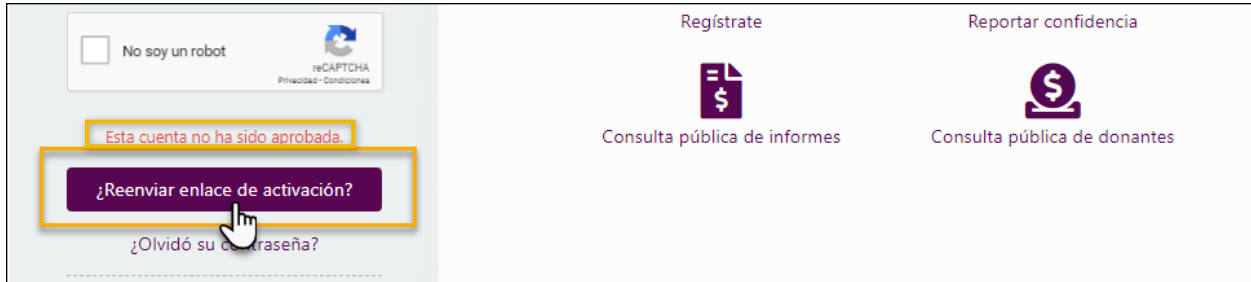 No soy un robot
reCAPTCHA
Privacidad - Condiciones
Esta cuenta no ha sido aprobada.
¿Reenviar enlace de activación?
¿Olvidó su contraseña?
Regístrate
Reportar confidencia
Consulta pública de informes
Consulta pública de donantes